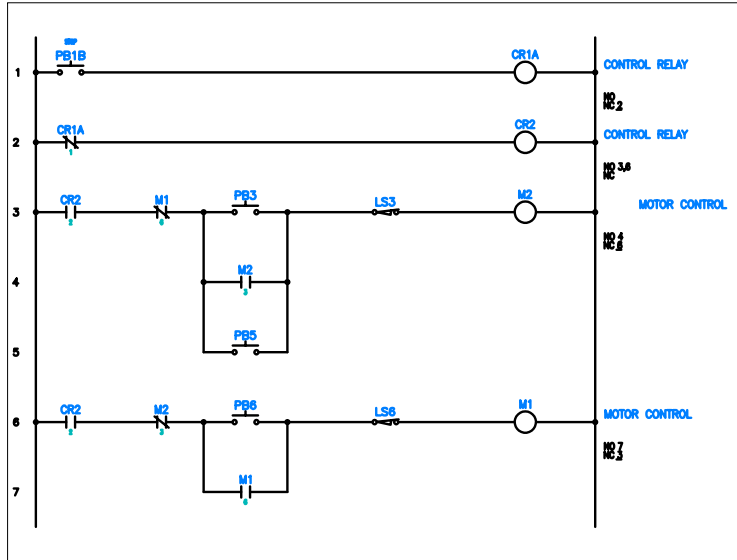 STOP
PB1B
CR1A
CONTROL RELAY
1
NO
NC 2
CR1A
CR2
CONTROL RELAY
2
1
NO 3,6
NC
CR2
M1
PB3
LS3
M2
MOTOR CONTROL
3
2
6
NO 4
NC 6
M2
4
3
PB5
5
CR2
M2
PB6
LS6
M1
MOTOR CONTROL
6
2
3
NO 7
NC 3
M1
7
6